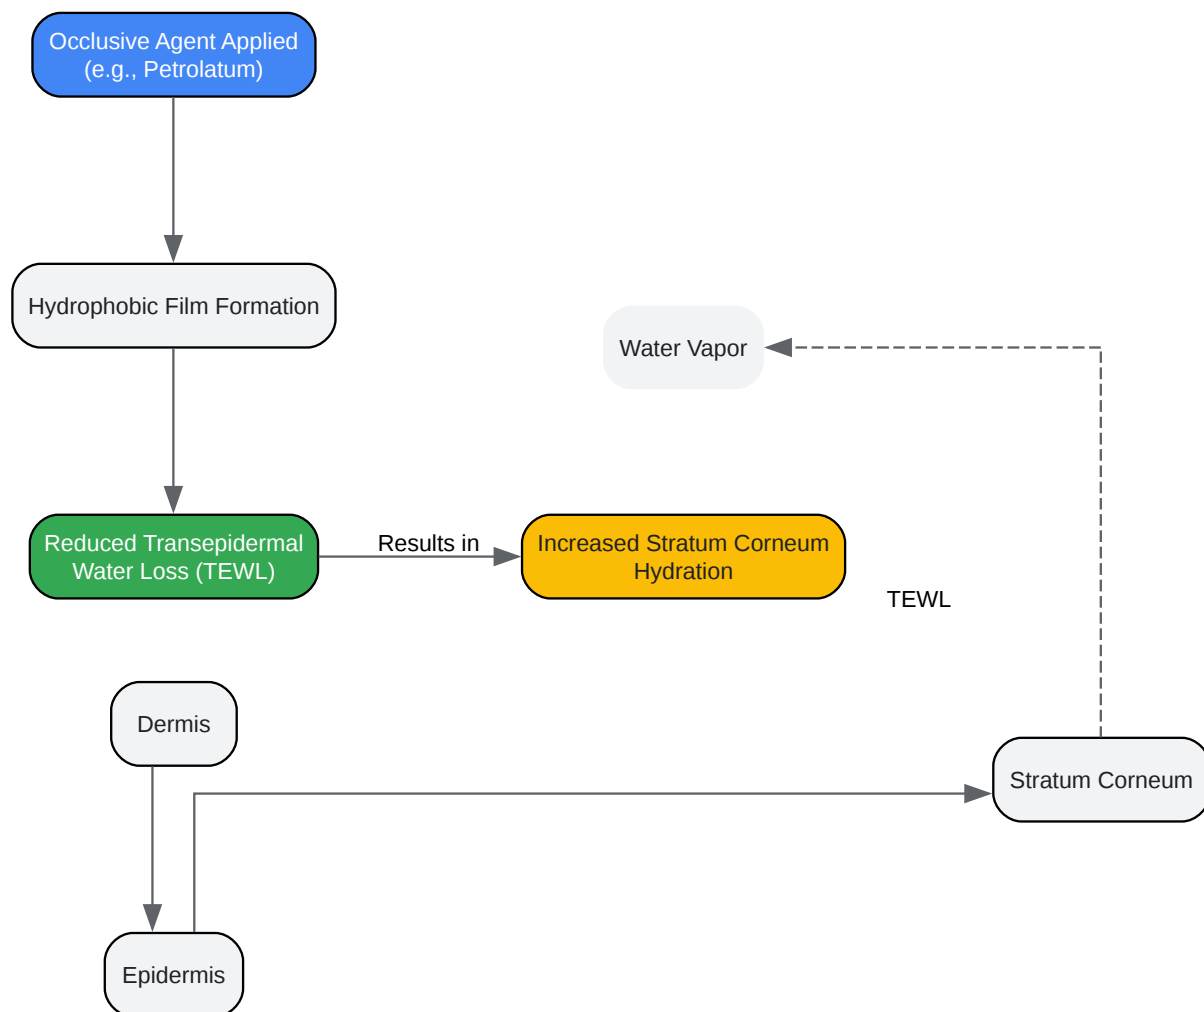 Occlusive Agent Applied
(e.g., Petrolatum)
Hydrophobic Film Formation
Water Vapor
Reduced Transepidermal
Water Loss (TEWL)
Results in
Increased Stratum Corneum
Hydration
TEWL
Dermis
Stratum Corneum
Epidermis